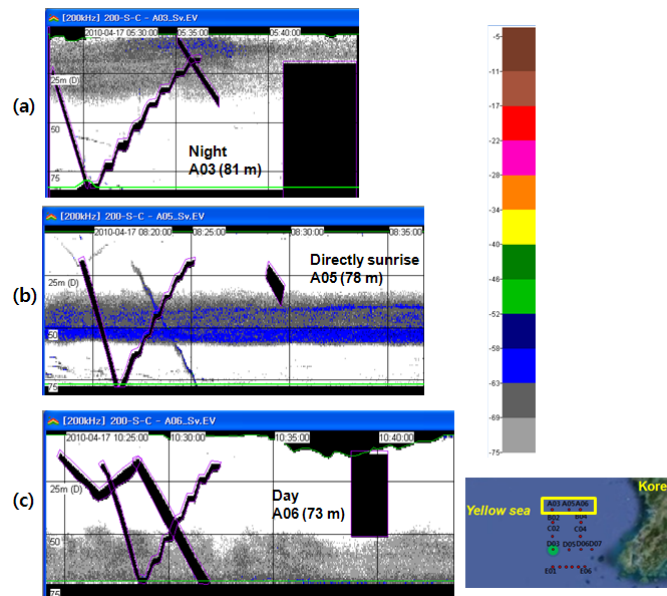 [200kHz] 200-S-C - A03_Sv.EV
2010-04-17 05:30:00 05:35:00 05:40:00
25m (D)
50
75
(a)
Night
A03 (81 m)
[200kHz] 200-S-C - A05_Sv.EV
2010-04-17 08:20:00 08:25:00 08:30:00 08:35:00
25m (D)
50
75
(b)
Directly sunrise
A05 (78 m)
[200kHz] 200-S-C - A06_Sv.EV
2010-04-17 10:25:00 10:30:00 10:35:00 10:40:00
25m (D)
50
75
(c)
Day
A06 (73 m)
-5
-11
-17
-22
-28
-34
-40
-46
-52
-58
-63
-69
-75
Yellow sea
Kore
A03 A05 A06
B04
C02 C04
D03 D05 D06 D07
E01 E06